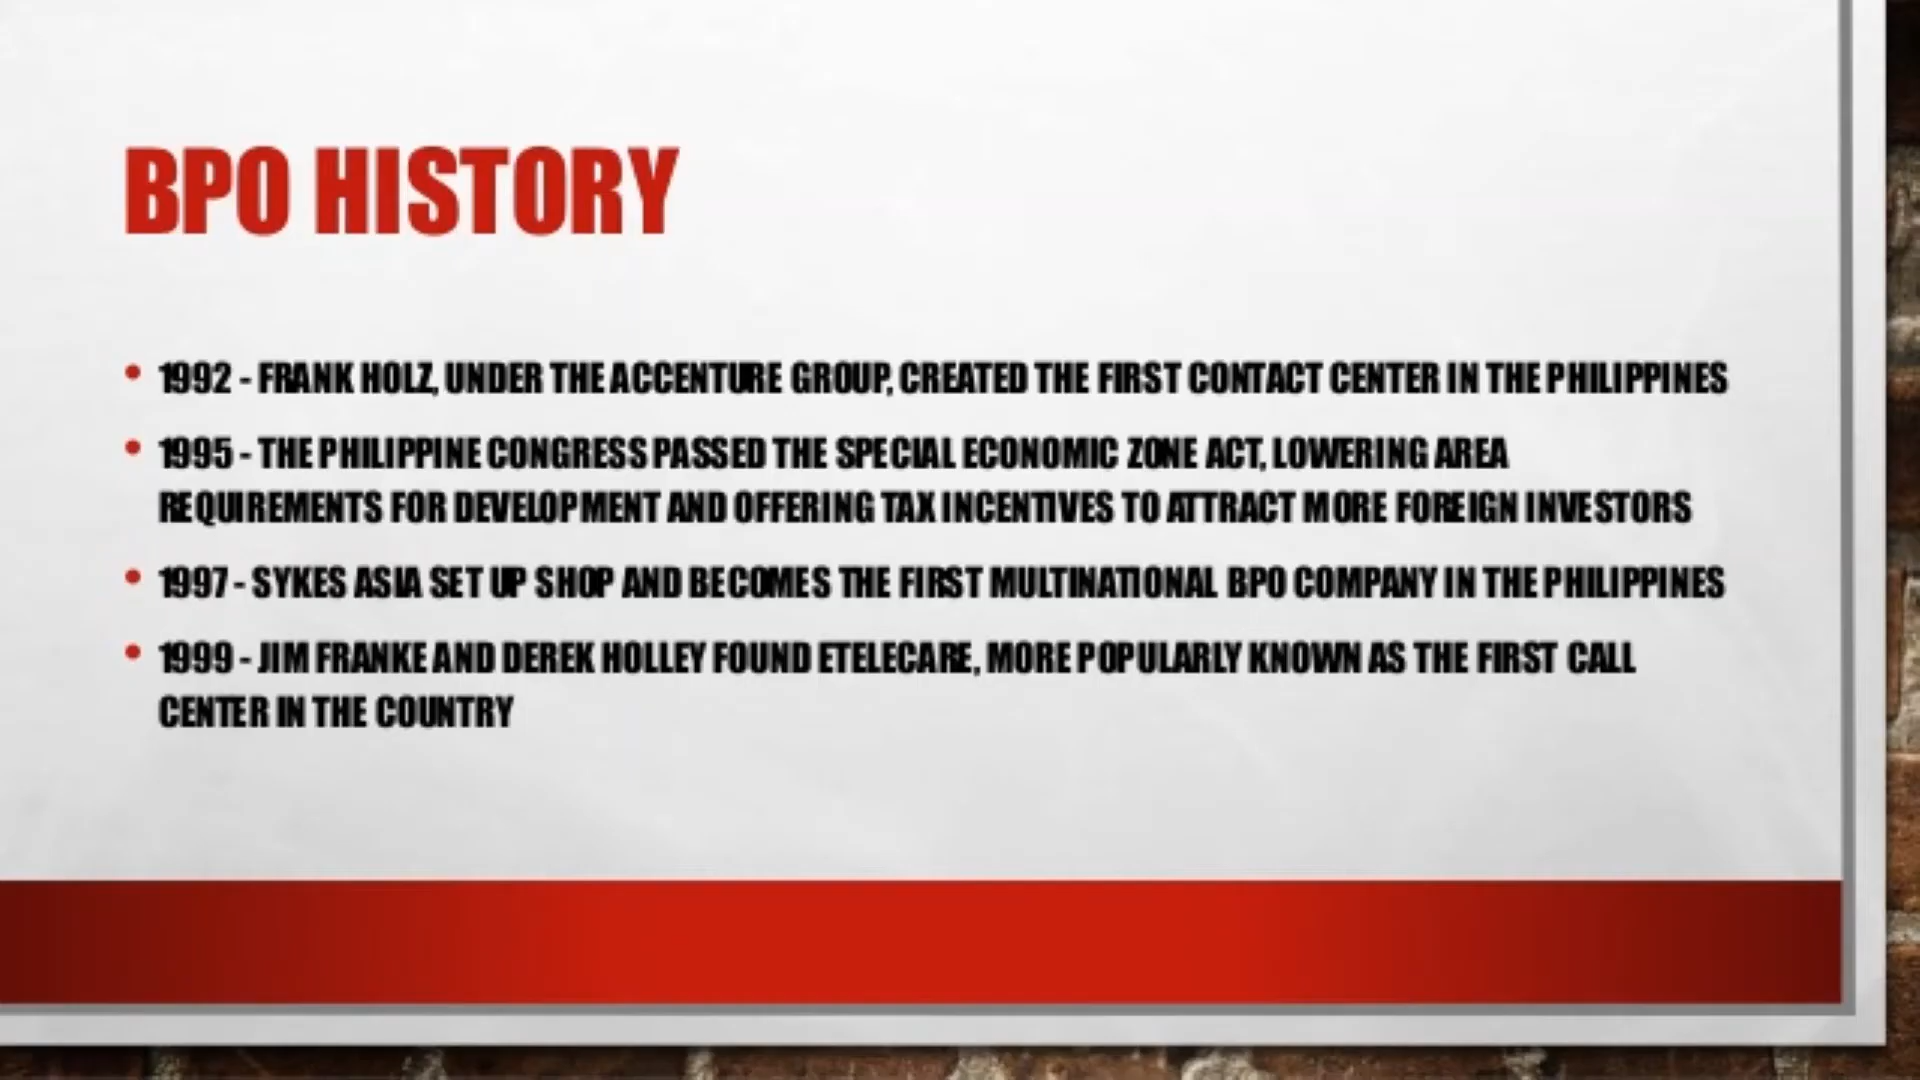 BPO HISTORY
• 1992 - FRANK HOLZ, UNDER THE ACCENTURE GROUP, CREATED THE FIRST CONTACT CENTER IN THE PHILIPPINES
• 1995 - THE PHILIPPINE CONGRESS PASSED THE SPECIAL ECONOMIC ZONE ACT, LOWERING AREA
REQUIREMENTS FOR DEVELOPMENT AND OFFERING TAX INCENTIVES TO ATTRACT MORE FOREIGN INVESTORS
• 1997 - SYKES ASIA SET UP SHOP AND BECOMES THE FIRST MULTINATIONAL BPO COMPANY IN THE PHILIPPINES
• 1999 - JIM FRANKE AND DEREK HOLLEY FOUND ETELECARE, MORE POPULARLY KNOWN AS THE FIRST CALL
CENTER IN THE COUNTRY